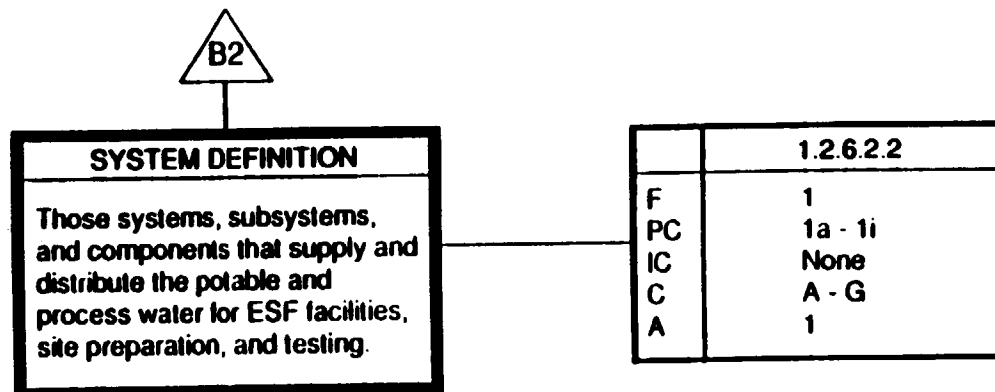 B2
SYSTEM DEFINITION
Those systems, subsystems,
and components that supply and
distribute the potable and
process water for ESF facilities,
site preparation, and testing.
1.2.6.2.2
F 1
PC 1a - 1i
IC None
C A - G
A 1